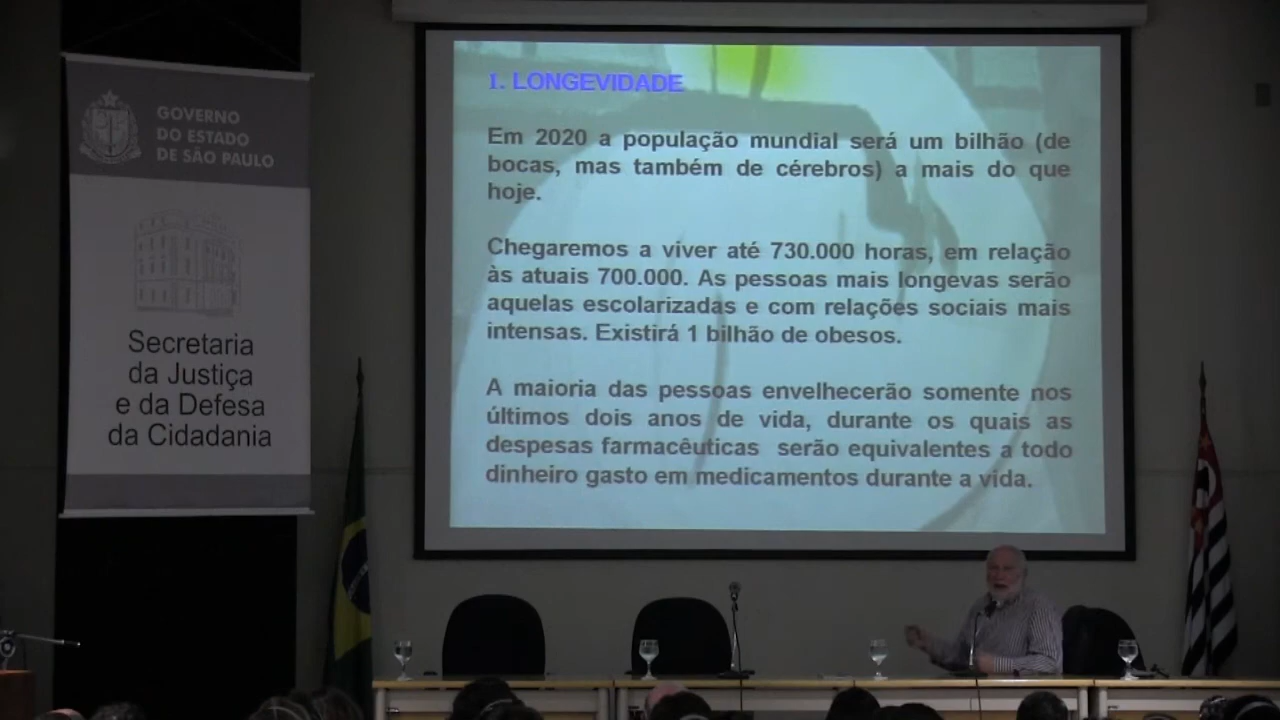 GOVERNO
DO ESTADO
DE SÃO PAULO
Secretaria
da Justiça
e da Defesa
da Cidadania
1. LONGEVIDADE
Em 2020 a população mundial será um bilhão (de
bocas, mas também de cérebros) a mais do que
hoje.
Chegaremos a viver até 730.000 horas, em relação
às atuais 700.000. As pessoas mais longevas serão
aquelas escolarizadas e com relações sociais mais
intensas. Existirá 1 bilhão de obesos.
A maioria das pessoas envelhecerão somente nos
últimos dois anos de vida, durante os quais as
despesas farmacêuticas serão equivalentes a todo
dinheiro gasto em medicamentos durante a vida.